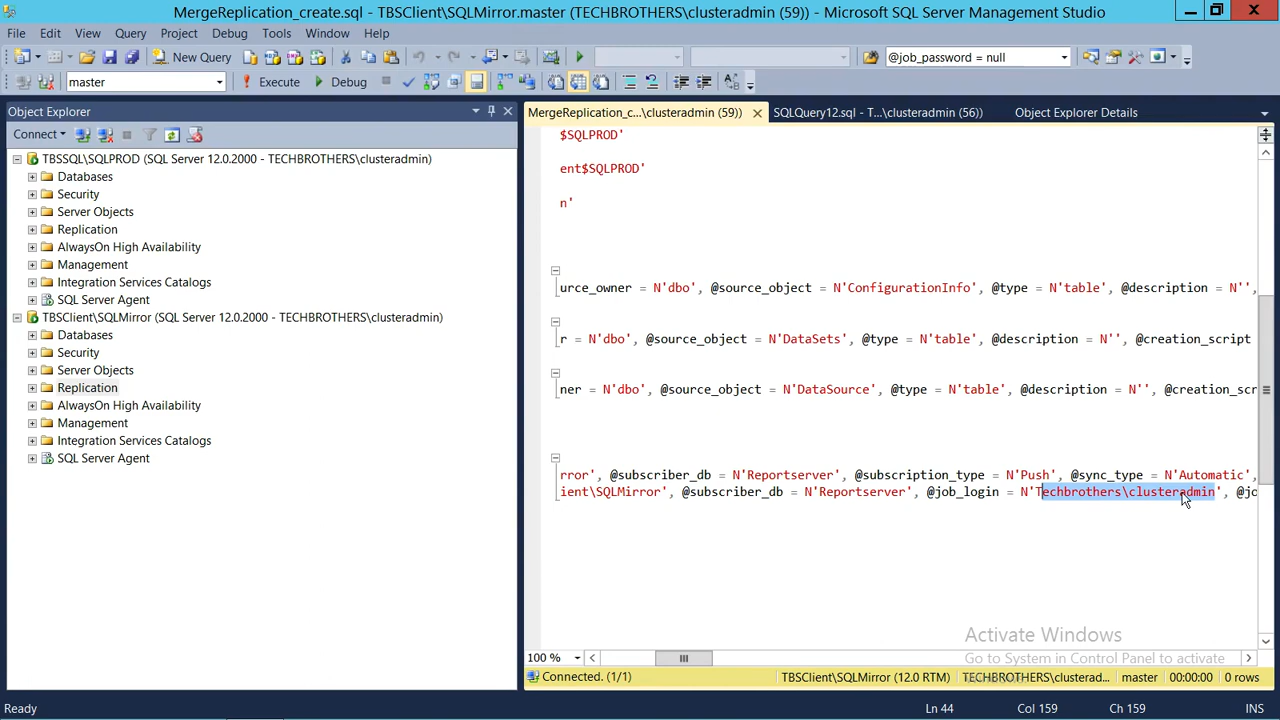 MergeReplication_create.sql - TBSClient\SQLMirror.master (TECHBROTHERS\clusteradmin (59)) - Microsoft SQL Server Management Studio
File Edit View Query Project Debug Tools Window Help
New Query @job_password = null
master Execute Debug
Object Explorer
Connect
TBSSQL\SQLPROD (SQL Server 12.0.2000 - TECHBROTHERS\clusteradmin)
Databases
Security
Server Objects
Replication
AlwaysOn High Availability
Management
Integration Services Catalogs
SQL Server Agent
TBSClient\SQLMirror (SQL Server 12.0.2000 - TECHBROTHERS\clusteradmin)
Databases
Security
Server Objects
Replication
AlwaysOn High Availability
Management
Integration Services Catalogs
SQL Server Agent
MergeReplication_c...\clusteradmin (59)) SQLQuery12.sql - T...\clusteradmin (56)) Object Explorer Details
$SQLPROD'
ent$SQLPROD'
n'
urce_owner = N'dbo', @source_object = N'ConfigurationInfo', @type = N'table', @description = N'',
r = N'dbo', @source_object = N'DataSets', @type = N'table', @description = N'', @creation_script
ner = N'dbo', @source_object = N'DataSource', @type = N'table', @description = N'', @creation_scr
rror', @subscriber_db = N'Reportserver', @subscription_type = N'Push', @sync_type = N'Automatic',
ient\SQLMirror', @subscriber_db = N'Reportserver', @job_login = N'Techbrothers\clusteradmin', @jo
Activate Windows
Go to System in Control Panel to activate
100 %
Connected. (1/1) TBSClient\SQLMirror (12.0 RTM) TECHBROTHERS\clusterad... master 00:00:00 0 rows
Ready Ln 44 Col 159 Ch 159 INS